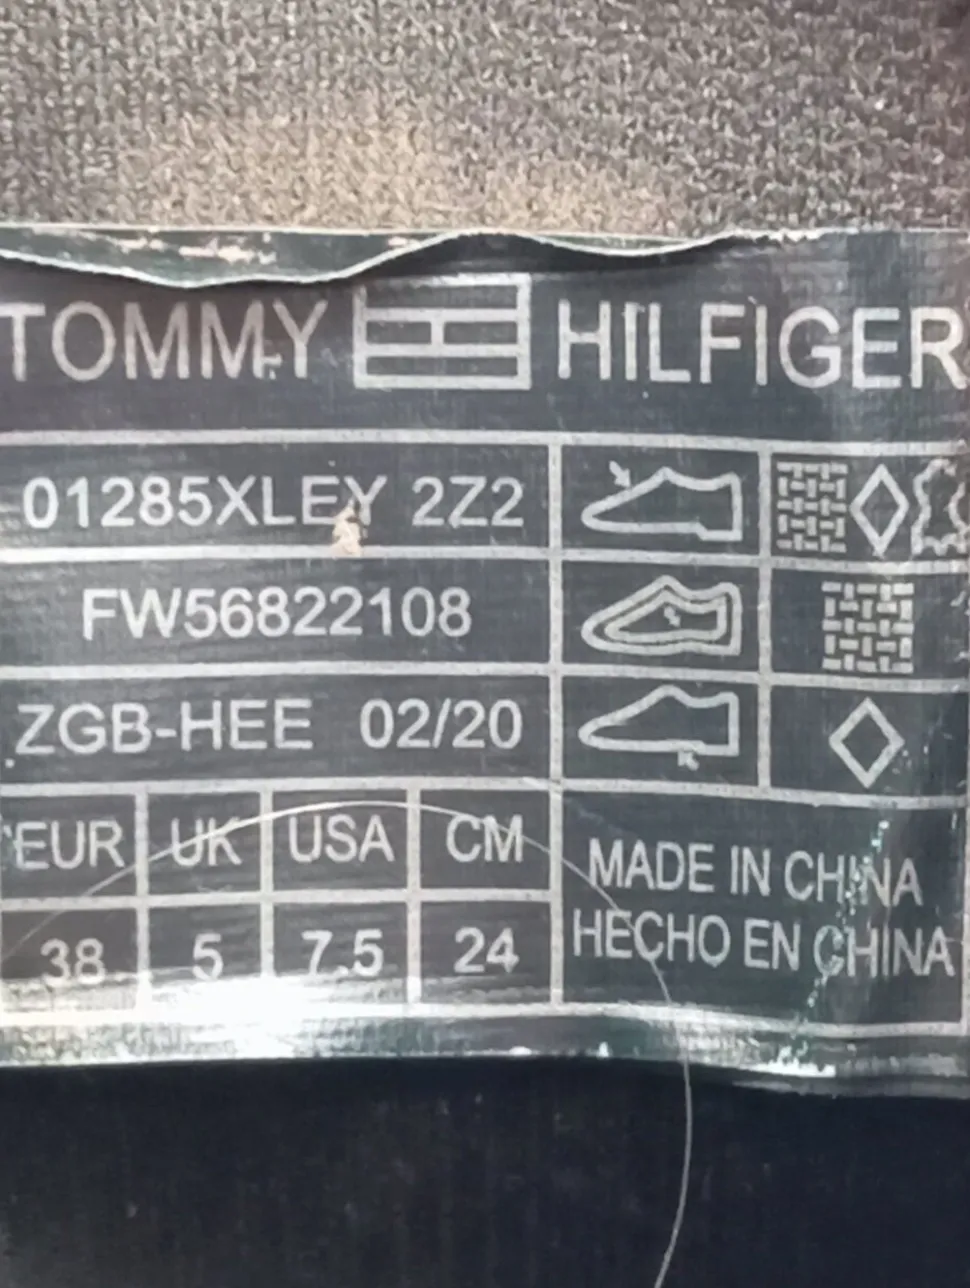 TOMMY HILFIGER
01285XLEY 2Z2
FW56822108
ZGB-HEE 02/20
EUR UK USA CM
38 5 7.5 24
MADE IN CHINA
HECHO EN CHINA